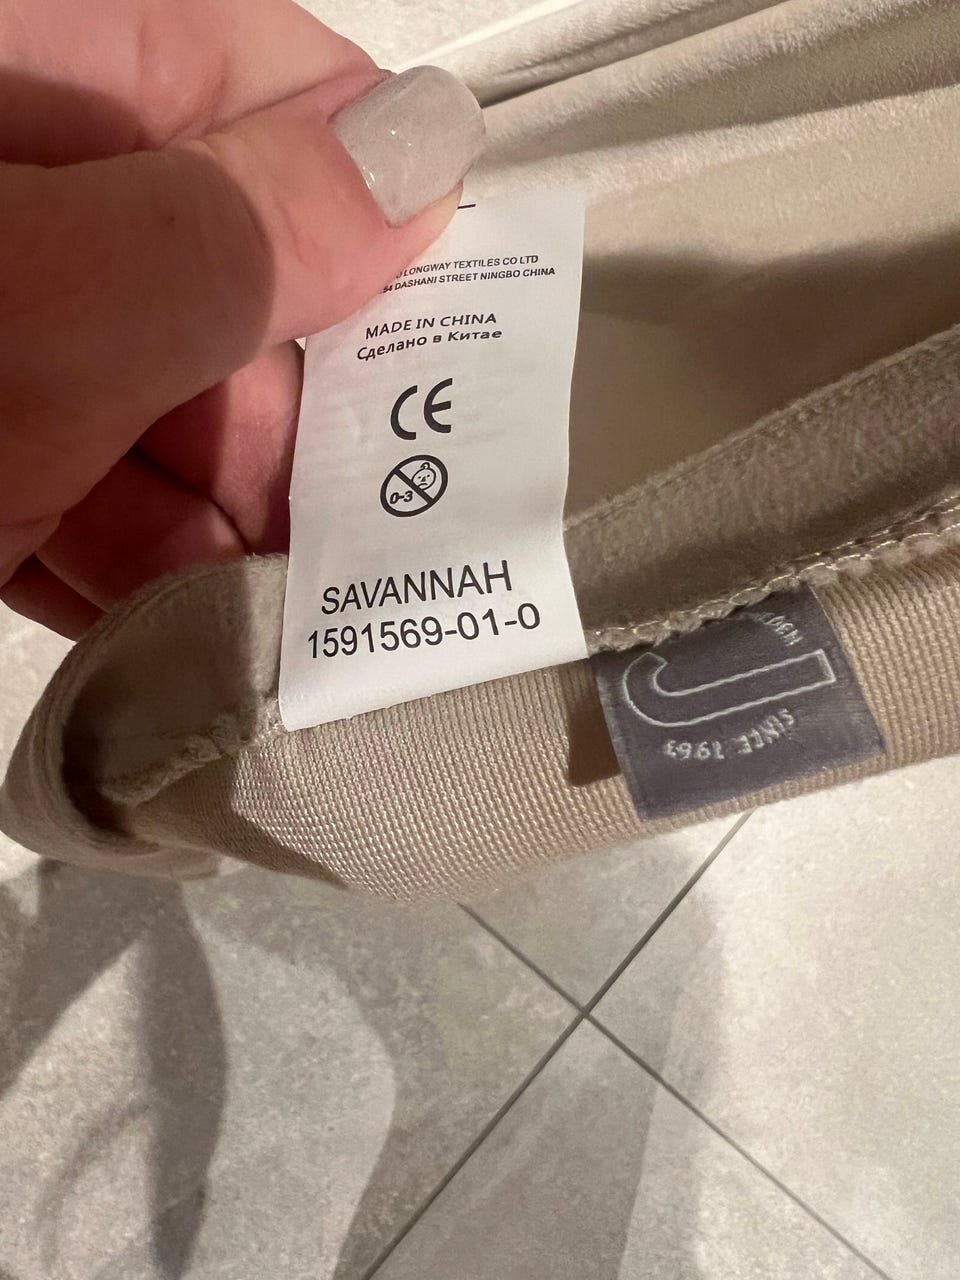 LONGWAY TEXTILES CO LTD
54 DASHANI STREET NINGBO CHINA
MADE IN CHINA
Сделано в Китае
CE
0-3
SAVANNAH
1591569-01-0
J
SINCE 1963